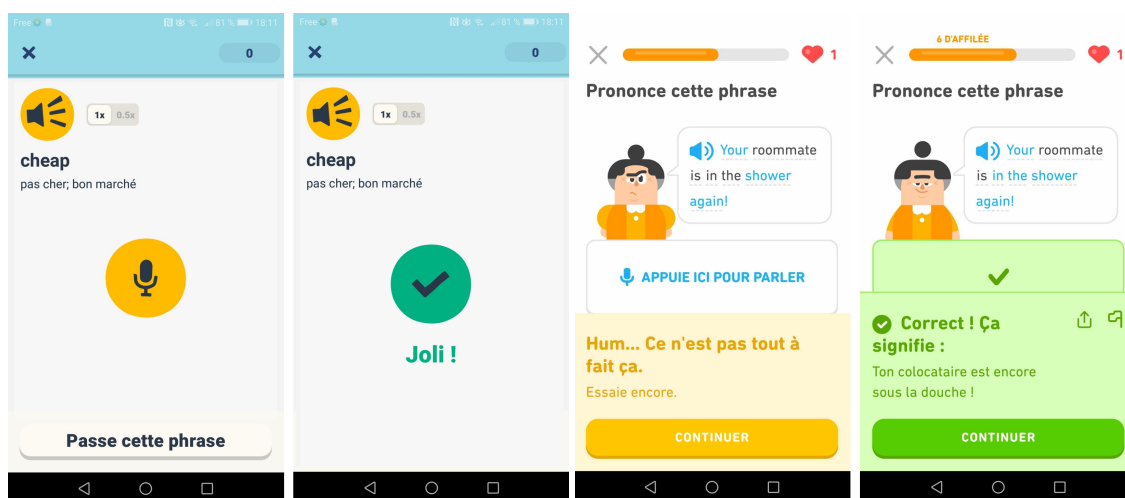 Free 81 % 18:11
0
1x 0.5x
cheap
pas cher; bon marché
Passe cette phrase
Free 81 % 18:11
0
1x 0.5x
cheap
pas cher; bon marché
Joli !
1
Prononce cette phrase
Your roommate
is in the shower
again!
APPUIE ICI POUR PARLER
Hum... Ce n'est pas tout à
fait ça.
Essaie encore.
CONTINUER
6 D'AFFILÉE
1
Prononce cette phrase
Your roommate
is in the shower
again!
Correct ! Ça
signifie :
Ton colocataire est encore
sous la douche !
CONTINUER